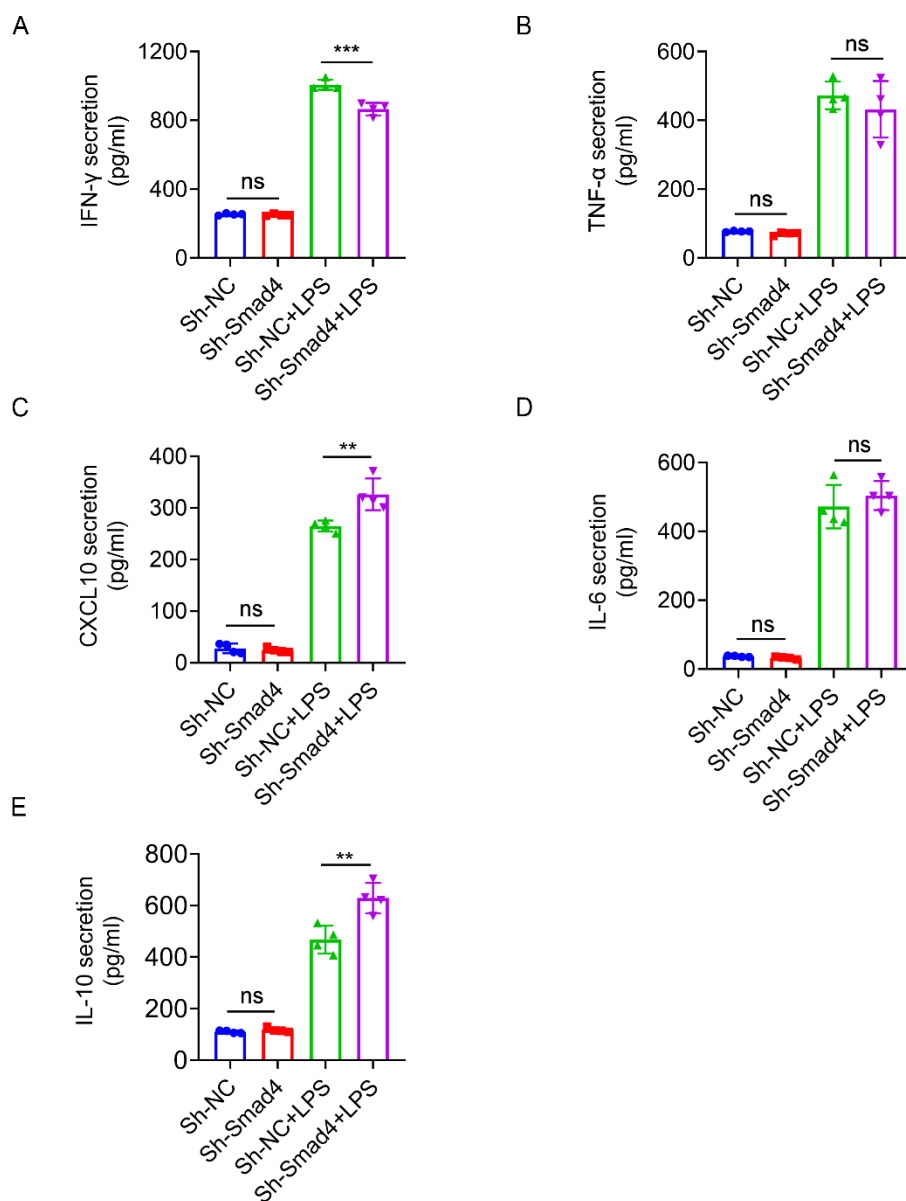 A
IFN-γ secretion
(pg/ml)
1200
800
400
0
ns
***
Sh-NC
Sh-Smad4
Sh-NC+LPS
Sh-Smad4+LPS
B
TNF-α secretion
(pg/ml)
600
400
200
0
ns
ns
Sh-NC
Sh-Smad4
Sh-NC+LPS
Sh-Smad4+LPS
C
CXCL10 secretion
(pg/ml)
400
300
200
100
0
ns
**
Sh-NC
Sh-Smad4
Sh-NC+LPS
Sh-Smad4+LPS
D
IL-6 secretion
(pg/ml)
600
400
200
0
ns
ns
Sh-NC
Sh-Smad4
Sh-NC+LPS
Sh-Smad4+LPS
E
IL-10 secretion
(pg/ml)
800
600
400
200
0
ns
**
Sh-NC
Sh-Smad4
Sh-NC+LPS
Sh-Smad4+LPS